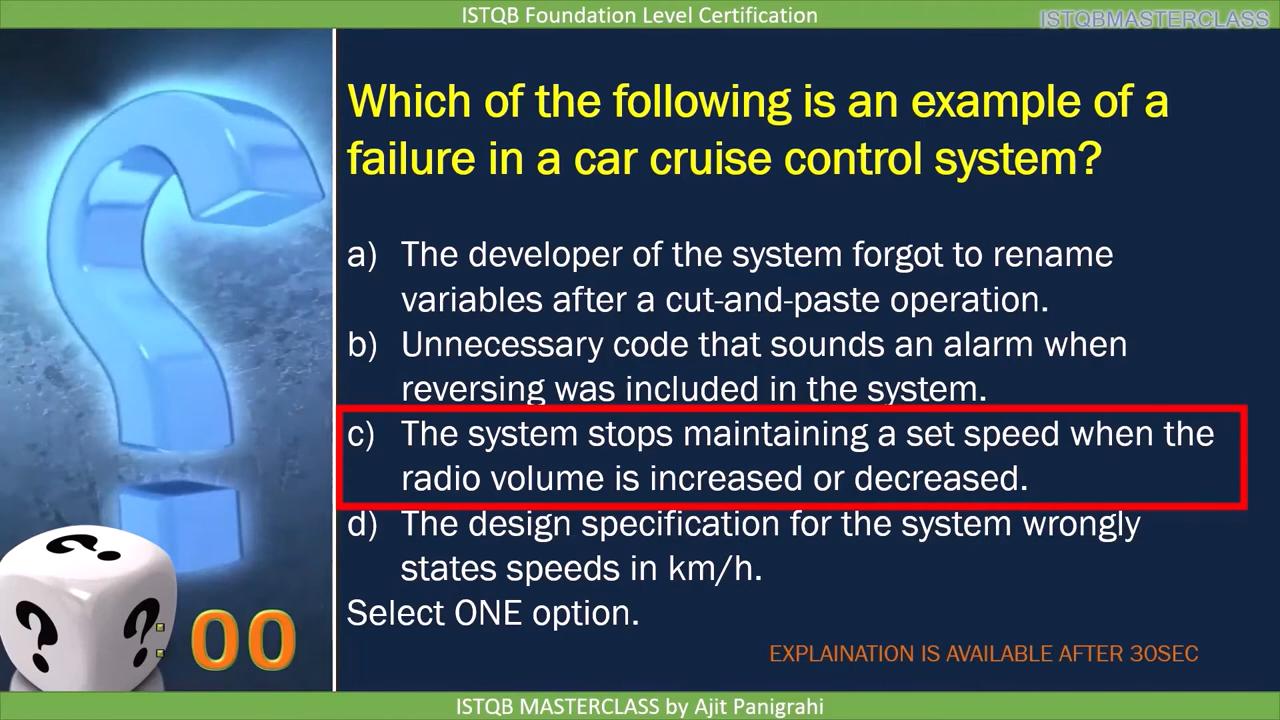 ISTQB Foundation Level Certification
ISTQBMASTERCLASS
Which of the following is an example of a
failure in a car cruise control system?
a) The developer of the system forgot to rename
variables after a cut-and-paste operation.
b) Unnecessary code that sounds an alarm when
reversing was included in the system.
c) The system stops maintaining a set speed when the
radio volume is increased or decreased.
d) The design specification for the system wrongly
states speeds in km/h.
Select ONE option.
:00
EXPLAINATION IS AVAILABLE AFTER 30SEC
ISTQB MASTERCLASS by Ajit Panigrahi